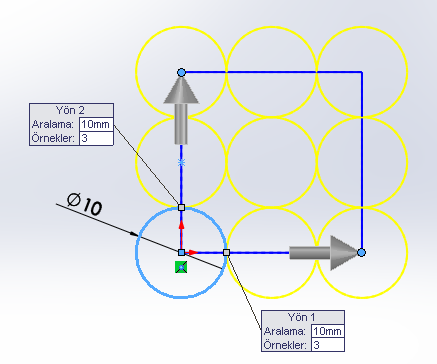 Yön 2
Aralama: 10mm
Örnekler: 3
Ø10
Yön 1
Aralama: 10mm
Örnekler: 3